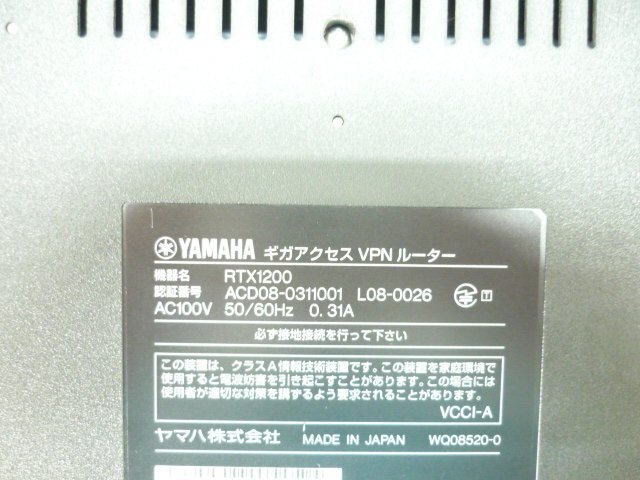 YAMAHA ギガアクセス VPN ルーター
機器名 RTX1200
認証番号 ACD08-0311001 L08-0026
AC100V 50/60Hz 0.31A
必ず接地接続を行って下さい
この装置は、クラスA情報技術装置です。この装置を家庭環境で
使用すると電波妨害を引き起こすことがあります。この場合には
使用者が適切な対策を講ずるよう要求されることがあります。
VCCI-A
ヤマハ株式会社 MADE IN JAPAN WQ08520-0